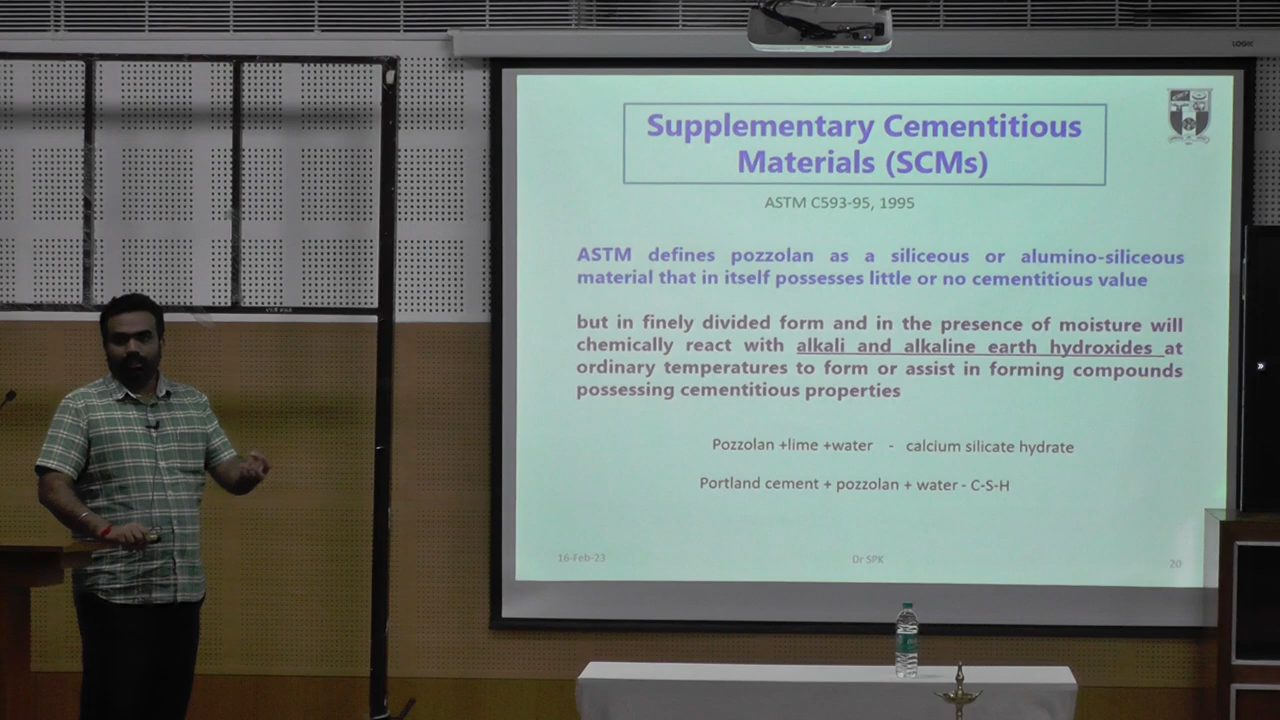 LOGIC
Supplementary Cementitious
Materials (SCMs)
ASTM C593-95, 1995
ASTM defines pozzolan as a siliceous or alumino-siliceous
material that in itself possesses little or no cementitious value
but in finely divided form and in the presence of moisture will
chemically react with alkali and alkaline earth hydroxides at
ordinary temperatures to form or assist in forming compounds
possessing cementitious properties
Pozzolan +lime +water - calcium silicate hydrate
Portland cement + pozzolan + water - C-S-H
16-Feb-23 Dr SPK 20